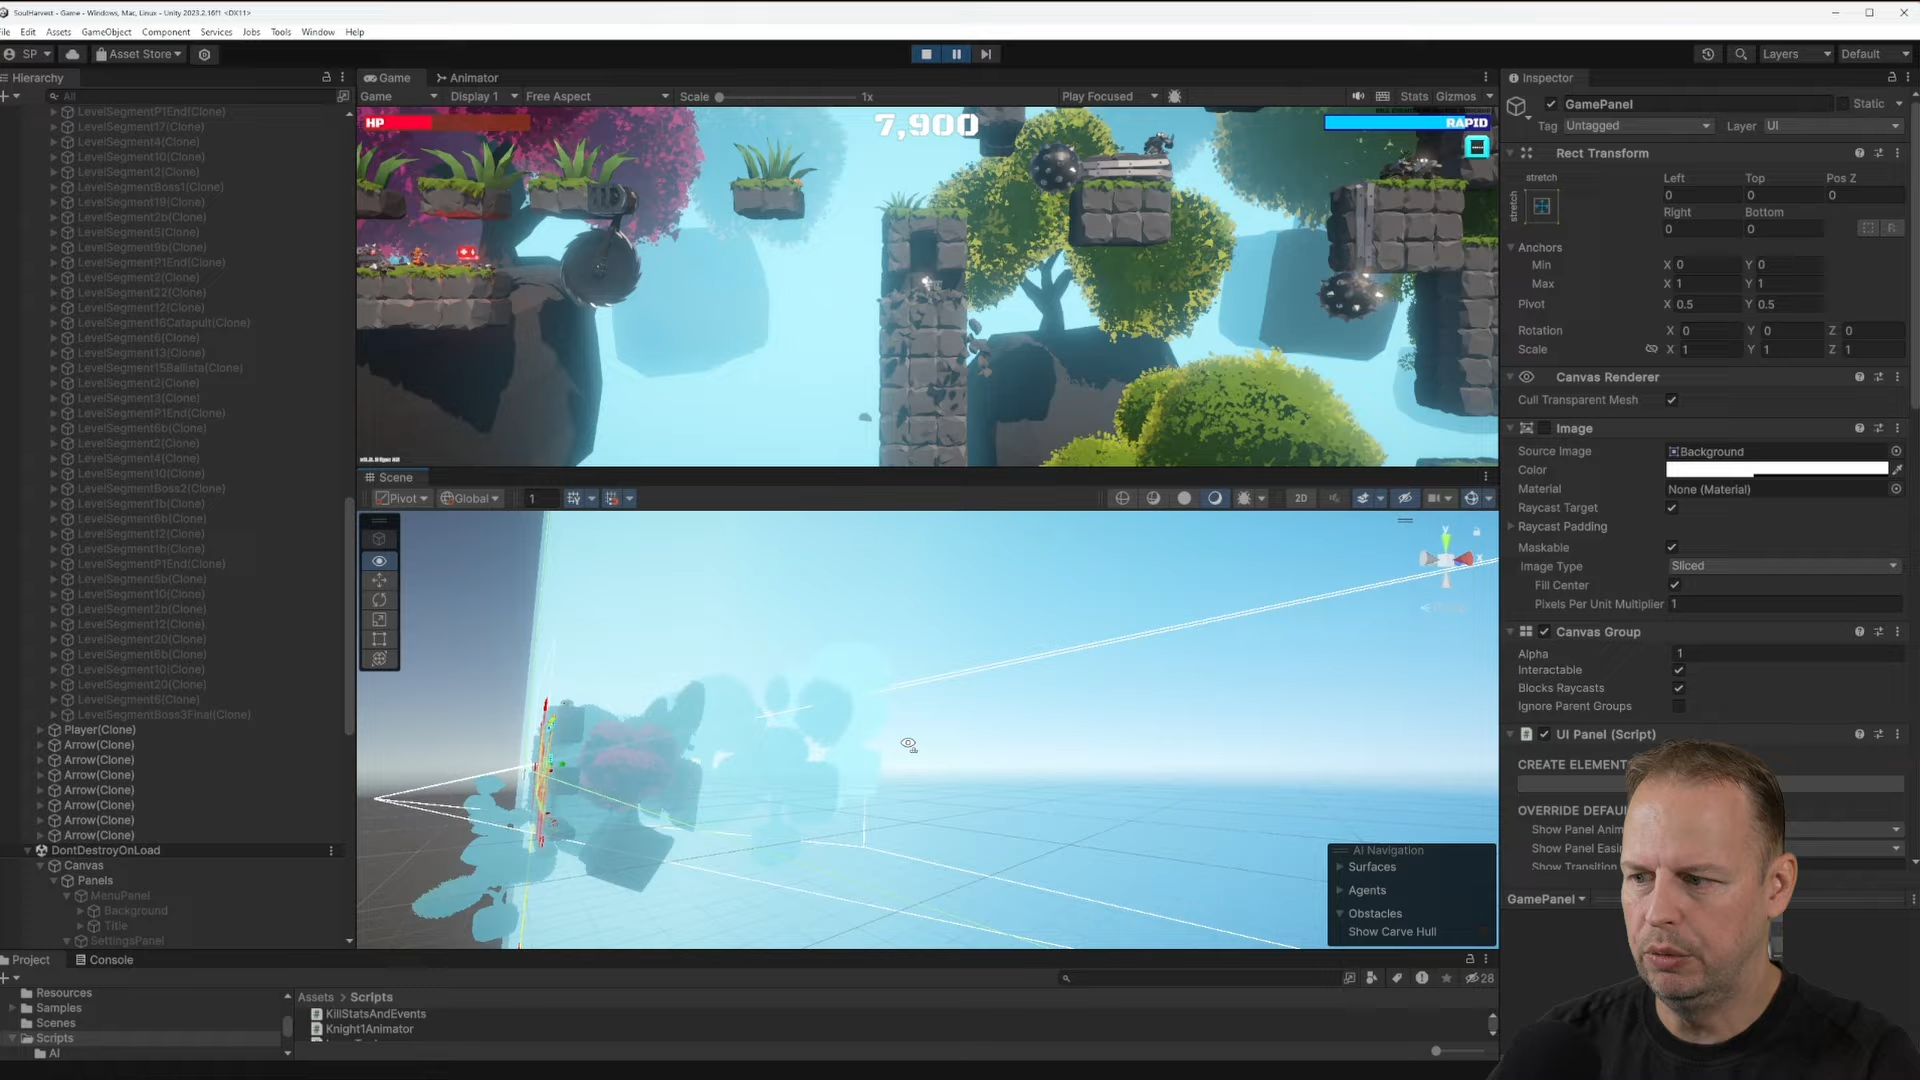 SoulHarvest - Game - Windows, Mac, Linux - Unity 2023.2.16f1 <DX11>
File Edit Assets GameObject Component Services Jobs Tools Window Help
SP Asset Store Layers Default
Hierarchy
All
LevelSegmentP1End(Clone)
LevelSegment17(Clone)
LevelSegment4(Clone)
LevelSegment10(Clone)
LevelSegment2(Clone)
LevelSegmentBoss1(Clone)
LevelSegment19(Clone)
LevelSegment2b(Clone)
LevelSegment5(Clone)
LevelSegment9b(Clone)
LevelSegmentP1End(Clone)
LevelSegment2(Clone)
LevelSegment22(Clone)
LevelSegment12(Clone)
LevelSegment16Catapult(Clone)
LevelSegment6(Clone)
LevelSegment13(Clone)
LevelSegment15Ballista(Clone)
LevelSegment2(Clone)
LevelSegment3(Clone)
LevelSegmentP1End(Clone)
LevelSegment6b(Clone)
LevelSegment2(Clone)
LevelSegment4(Clone)
LevelSegment10(Clone)
LevelSegmentBoss2(Clone)
LevelSegment1b(Clone)
LevelSegment6b(Clone)
LevelSegment12(Clone)
LevelSegment1b(Clone)
LevelSegmentP1End(Clone)
LevelSegment5b(Clone)
LevelSegment10(Clone)
LevelSegment2b(Clone)
LevelSegment12(Clone)
LevelSegment20(Clone)
LevelSegment6b(Clone)
LevelSegment10(Clone)
LevelSegment20(Clone)
LevelSegment6(Clone)
LevelSegmentBoss3Final(Clone)
Player(Clone)
Arrow(Clone)
Arrow(Clone)
Arrow(Clone)
Arrow(Clone)
Arrow(Clone)
Arrow(Clone)
Arrow(Clone)
DontDestroyOnLoad
Canvas
Panels
MenuPanel
Background
Title
SettingsPanel
Game Animator
Game Display 1 Free Aspect Scale 1x Play Focused Stats Gizmos
HP 7,900 RAPID
Scene
Pivot Global 1 2D
Y
AI Navigation
Surfaces
Agents
Obstacles
Show Carve Hull
Inspector
GamePanel Static
Tag Untagged Layer UI
Rect Transform
stretch Left Top Pos Z
stretch 0 0 0
Right Bottom
0 0 R
Anchors
Min X 0 Y 0
Max X 1 Y 1
Pivot X 0.5 Y 0.5
Rotation X 0 Y 0 Z 0
Scale X 1 Y 1 Z 1
Canvas Renderer
Cull Transparent Mesh
Image
Source Image Background
Color
Material None (Material)
Raycast Target
Raycast Padding
Maskable
Image Type Sliced
Fill Center
Pixels Per Unit Multiplier 1
Canvas Group
Alpha 1
Interactable
Blocks Raycasts
Ignore Parent Groups
UI Panel (Script)
CREATE ELEMENT
OVERRIDE DEFAU
Show Panel Anim
Show Panel Easi
Show Transition
GamePanel
Project Console
28
Resources
Samples
Scenes
Scripts
AI
Assets > Scripts
KillStatsAndEvents
Knight1Animator